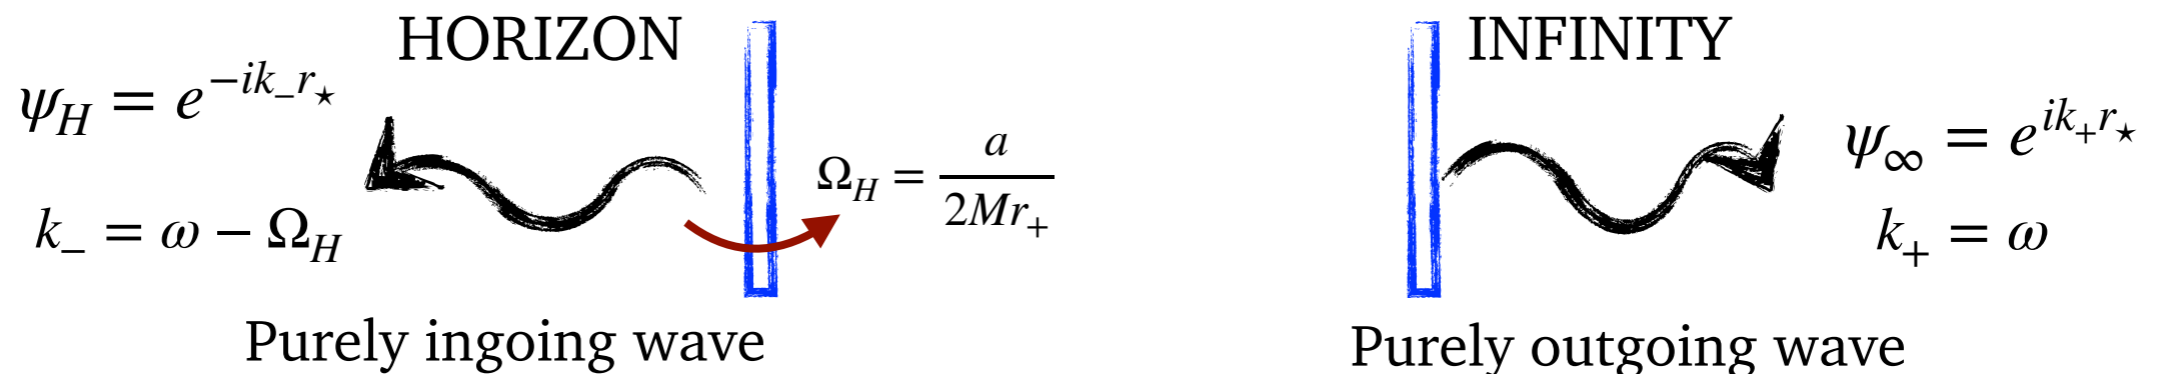 HORIZON
ψ_H = e^{−ik_−r_⋆}
k_− = ω − Ω_H
Ω_H = a / 2Mr_+
Purely ingoing wave
INFINITY
ψ_∞ = e^{ik_+r_⋆}
k_+ = ω
Purely outgoing wave